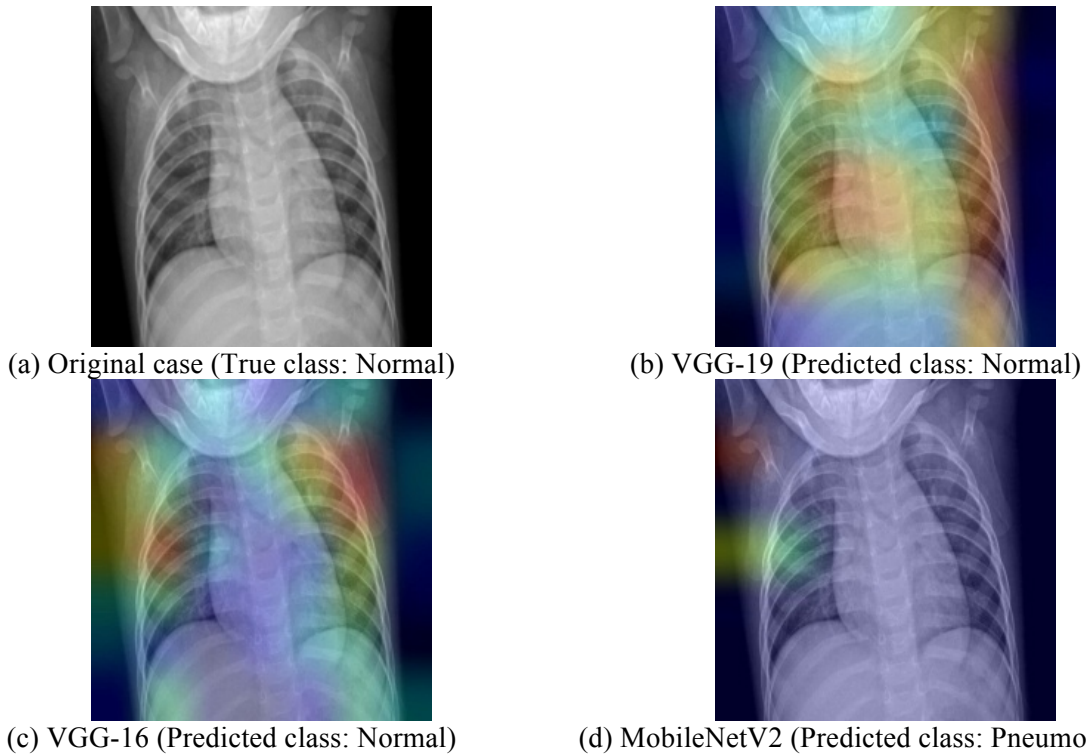 (a) Original case (True class: Normal)
(b) VGG-19 (Predicted class: Normal)
(c) VGG-16 (Predicted class: Normal)
(d) MobileNetV2 (Predicted class: Pneumo